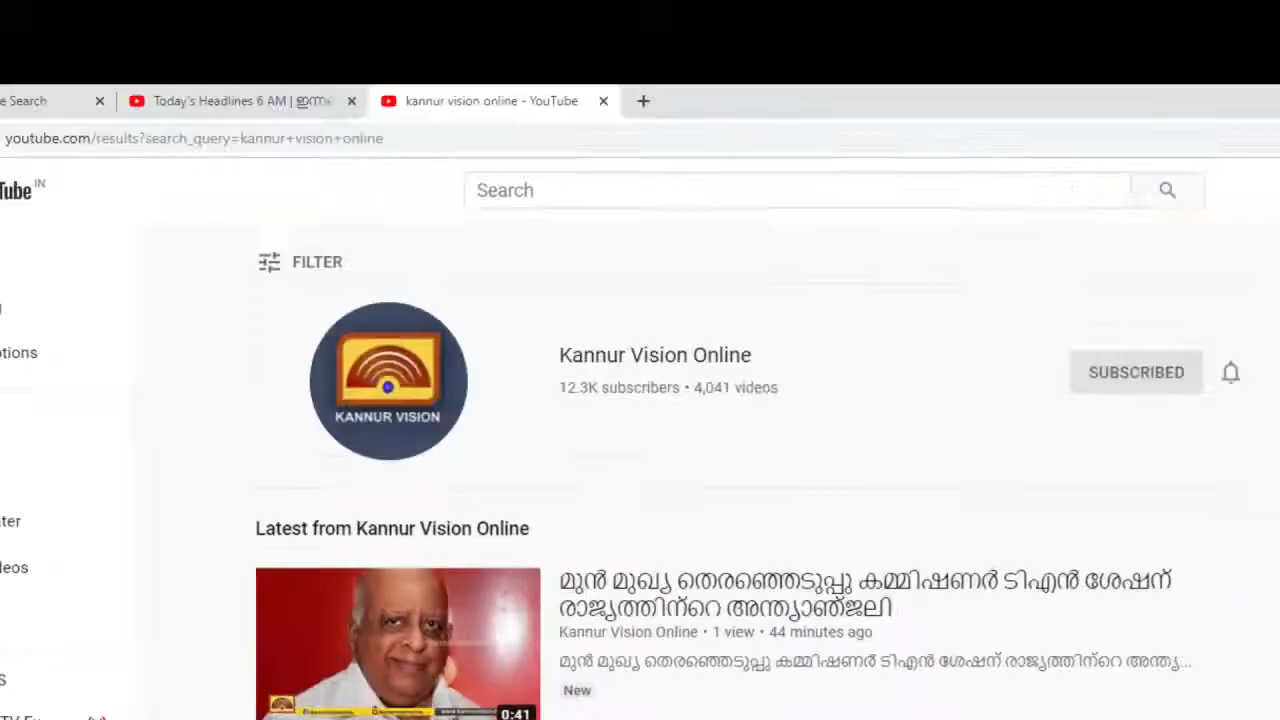 e Search
Today's Headlines 6 AM |
kannur vision online - YouTube
youtube.com/results?search_query=kannur+vision+online
Tube IN
Search
FILTER
KANNUR VISION
Kannur Vision Online
12.3K subscribers • 4,041 videos
SUBSCRIBED
Latest from Kannur Vision Online
മുൻ മുഖ്യ തെരഞ്ഞെടുപ്പു കമ്മിഷണർ ടിഎൻ ശേഷന്
രാജ്യത്തിന്റെ അന്ത്യാഞ്ജലി
Kannur Vision Online • 1 view • 44 minutes ago
മുൻ മുഖ്യ തെരഞ്ഞെടുപ്പു കമ്മിഷണർ ടിഎൻ ശേഷന് രാജ്യത്തിന്റെ അന്ത്യ...
New
0:41